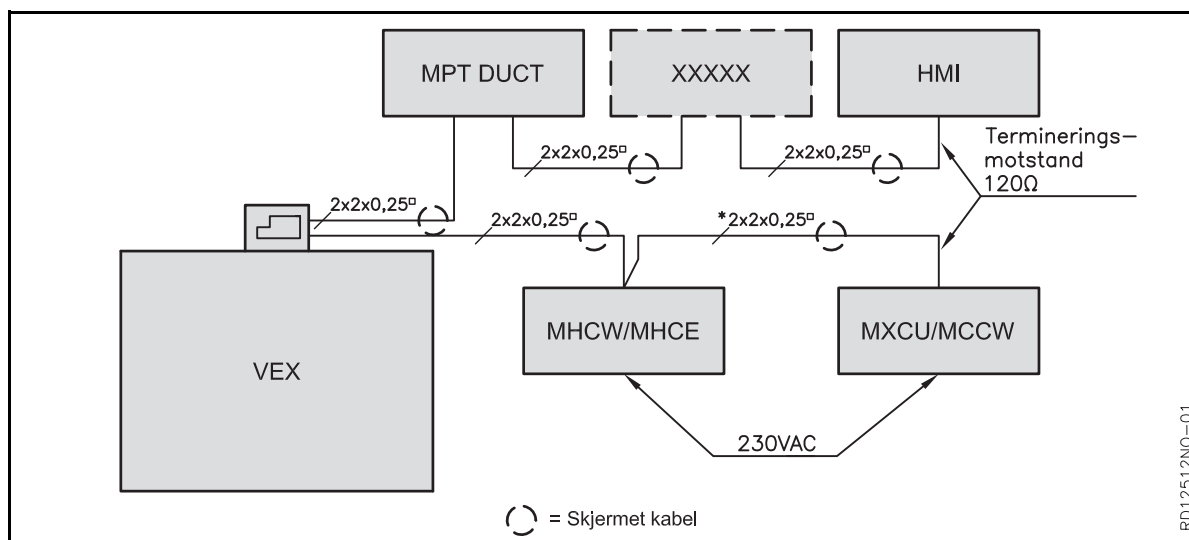 MPT DUCT
XXXXX
HMI
Terminerings-
motstand
120Ω
2x2x0,25▫
2x2x0,25▫
2x2x0,25▫
2x2x0,25▫
*2x2x0,25▫
VEX
MHCW/MHCE
MXCU/MCCW
230VAC
= Skjermet kabel
RD12512NO-01